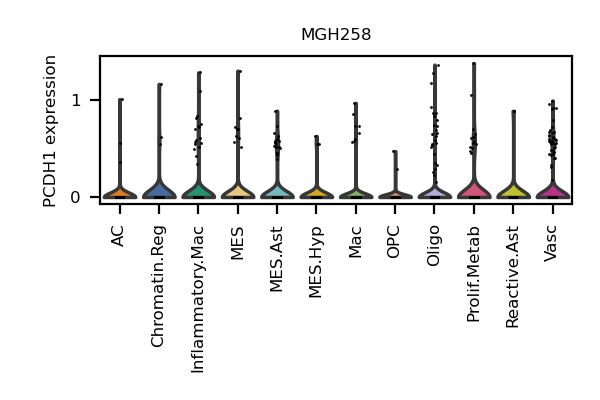 MGH258
PCDH1 expression
1
0
AC
Chromatin.Reg
Inflammatory.Mac
MES
MES.Ast
MES.Hyp
Mac
OPC
Oligo
Prolif.Metab
Reactive.Ast
Vasc